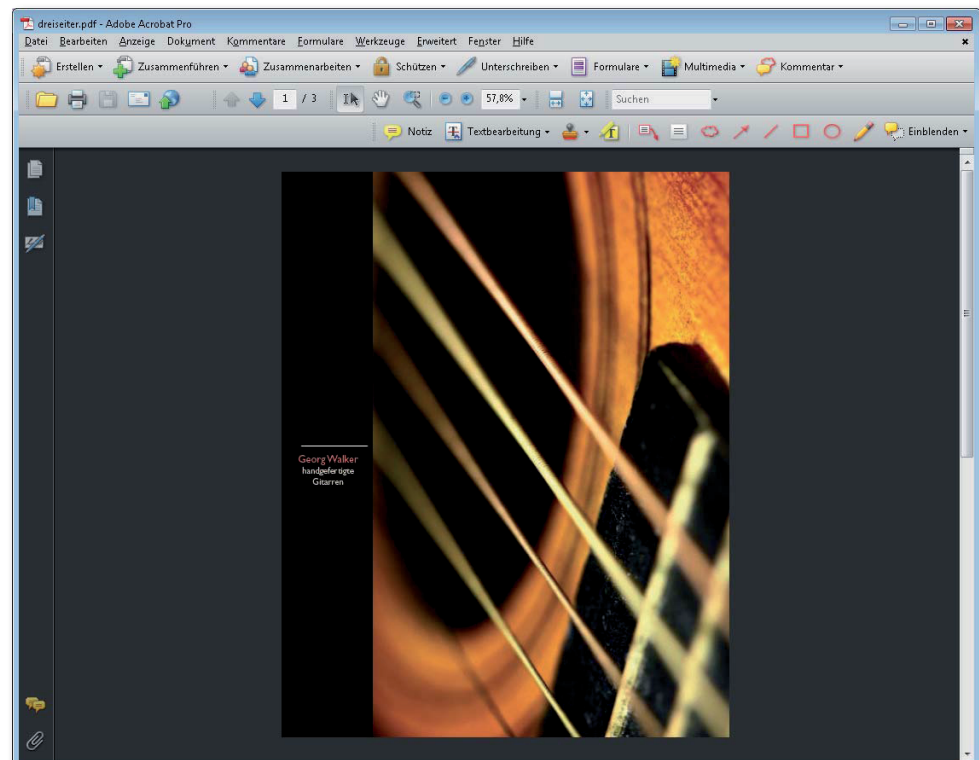 dreiseiter.pdf - Adobe Acrobat Pro
Datei Bearbeiten Anzeige Dokument Kommentare Formulare Werkzeuge Erweitert Fenster Hilfe
Erstellen Zusammenführen Zusammenarbeiten Schützen Unterschreiben Formulare Multimedia Kommentar
1 / 3 57,8% Suchen
Notiz Textbearbeitung Einblenden
Georg Walker
handgefertigte
Gitarren